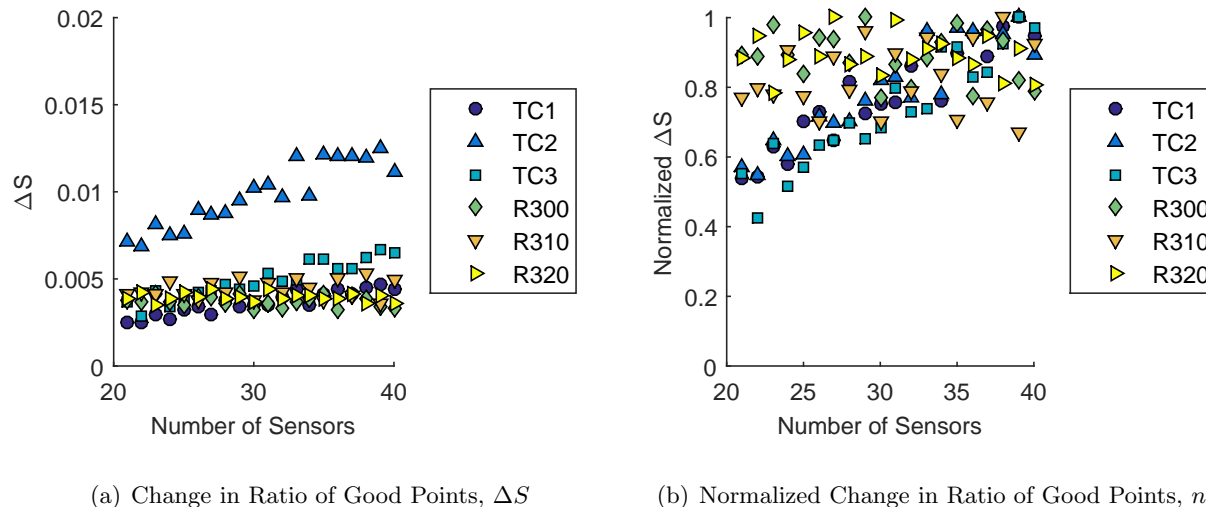 0.02
0.015
0.01
0.005
0
20
30
40
ΔS
Number of Sensors
TC1
TC2
TC3
R300
R310
R320
(a) Change in Ratio of Good Points, ΔS
1
0.8
0.6
0.4
0.2
0
20
25
30
35
40
Normalized ΔS
Number of Sensors
TC1
TC2
TC3
R300
R310
R320
(b) Normalized Change in Ratio of Good Points, n